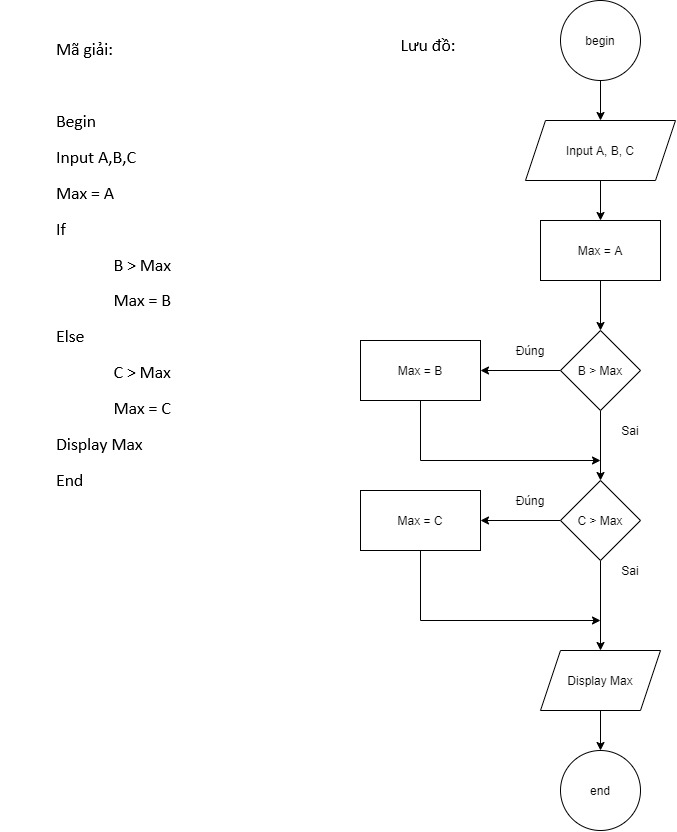 Mã giải:
Begin
Input A,B,C
Max = A
If
B > Max
Max = B
Else
C > Max
Max = C
Display Max
End
Lưu đồ:
begin
Input A, B, C
Max = A
B > Max
Đúng
Max = B
Sai
C > Max
Đúng
Max = C
Sai
Display Max
end